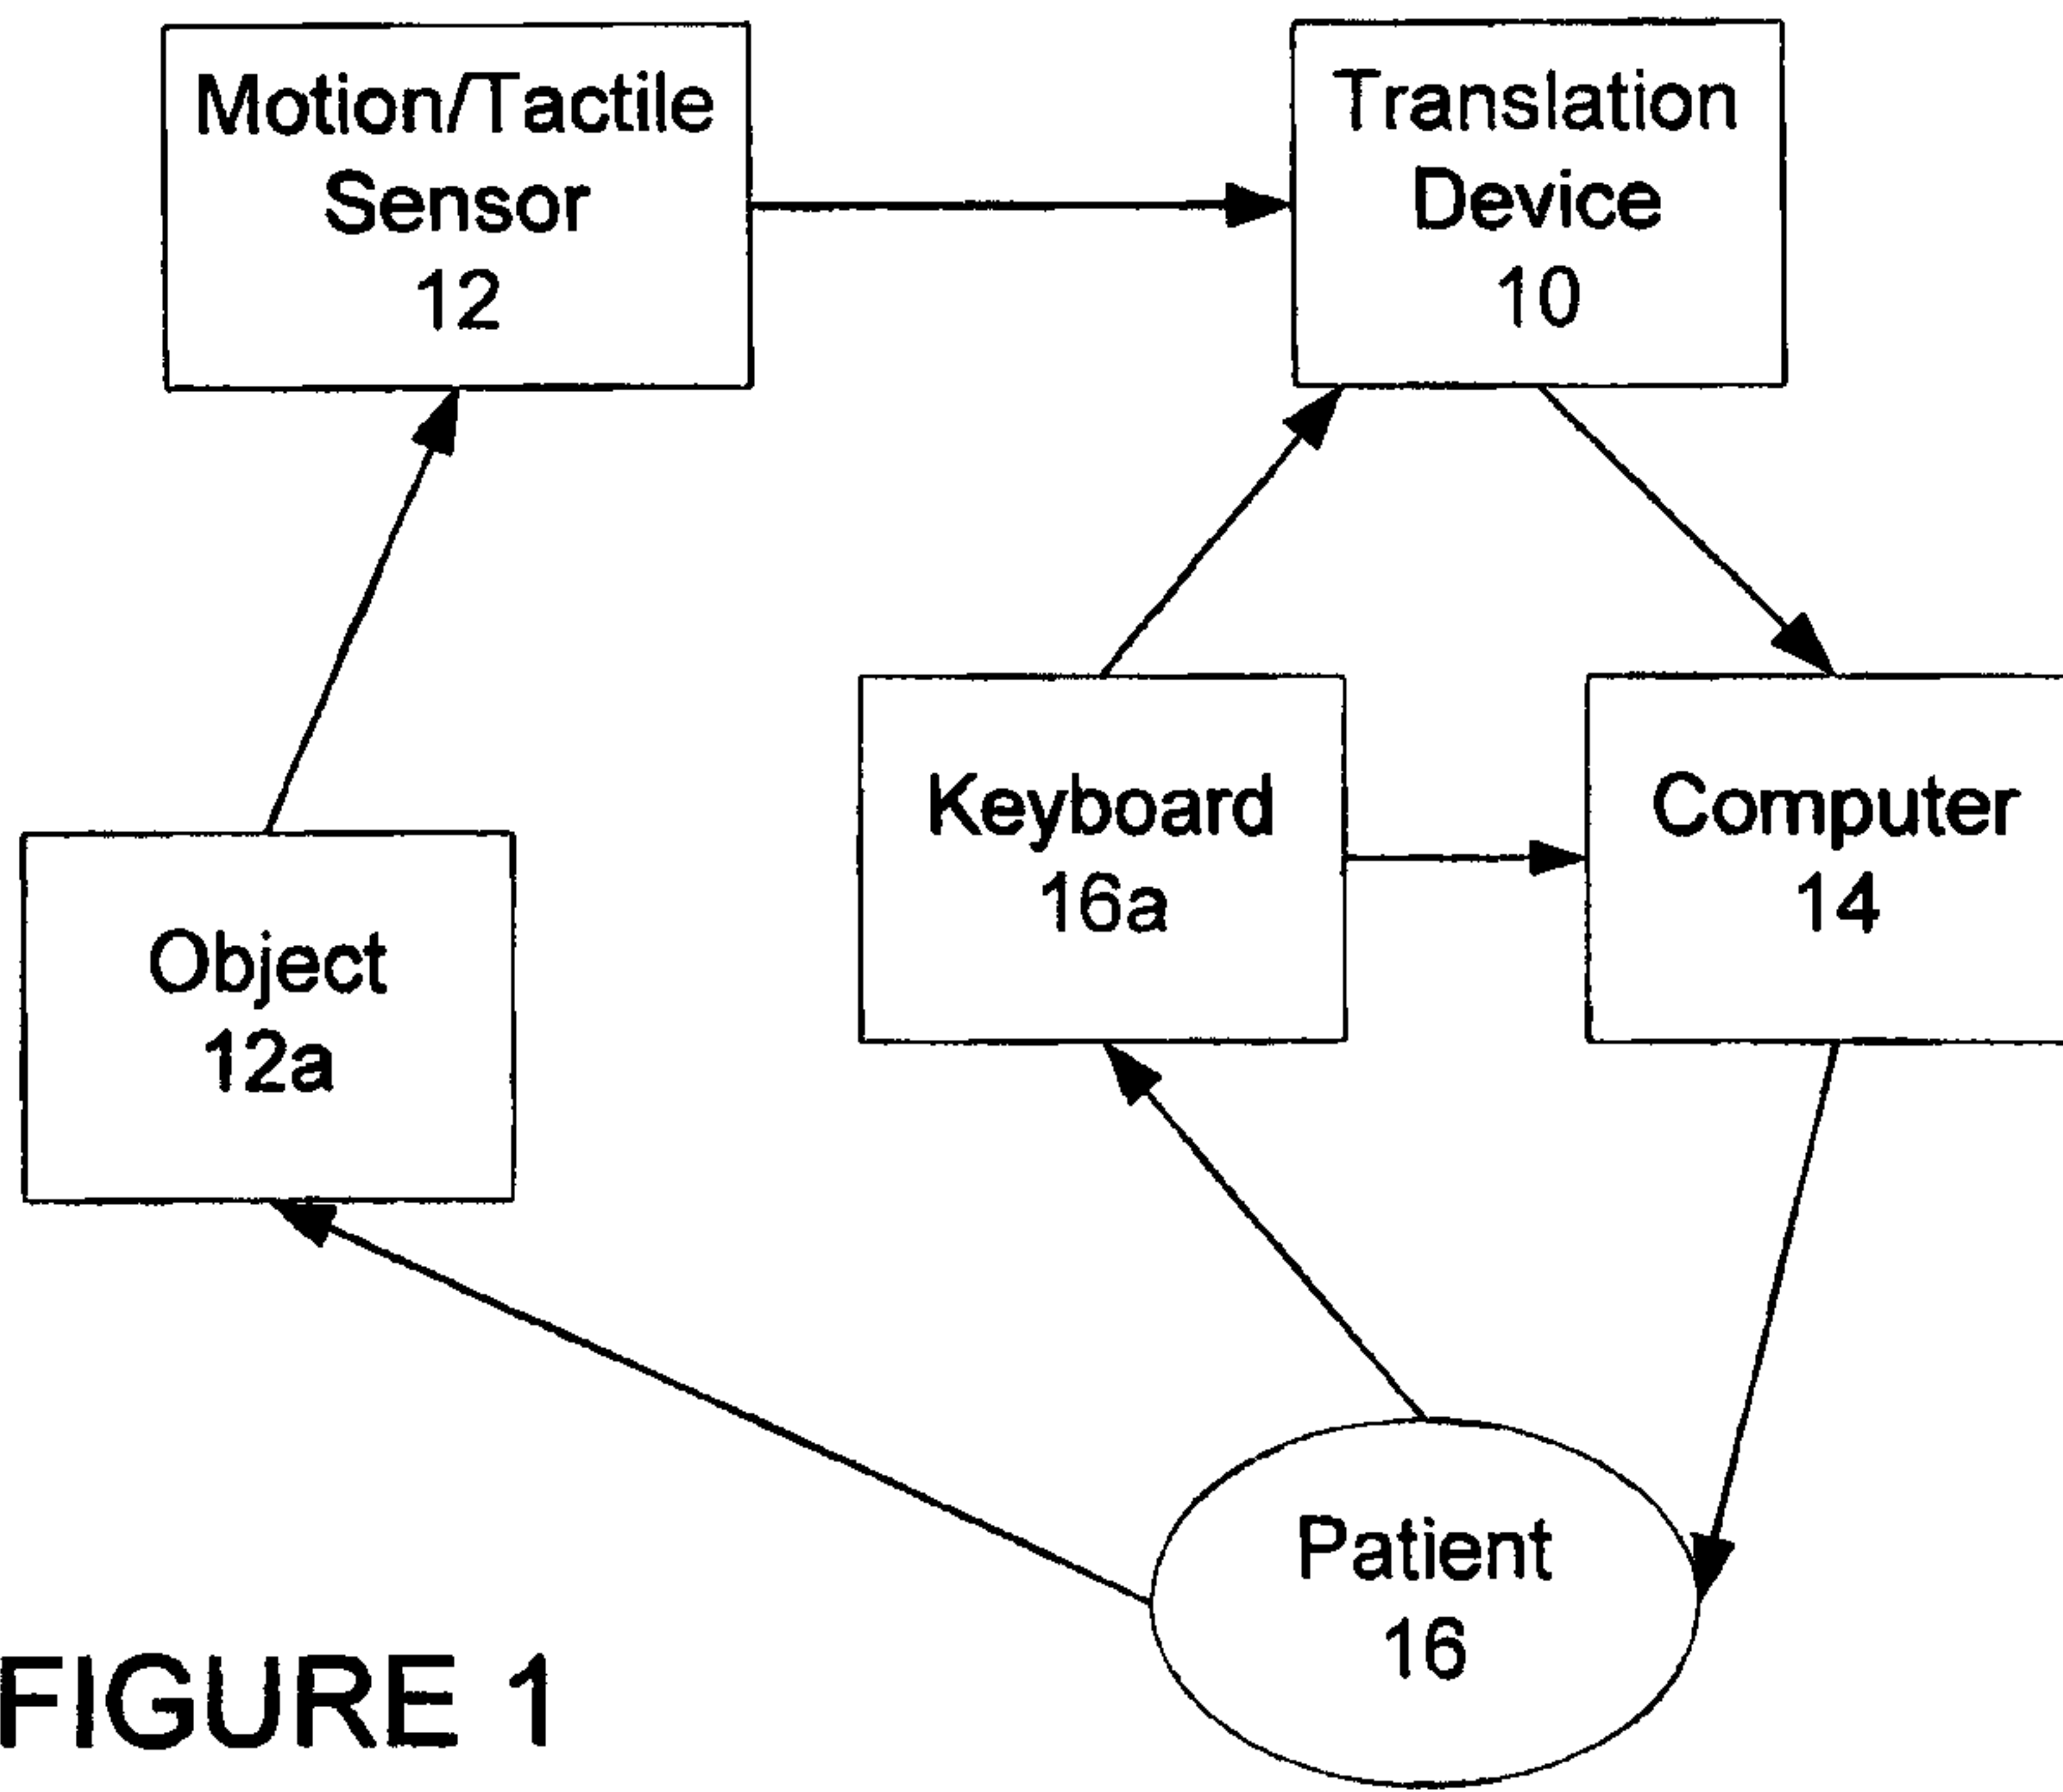 Motion/Tactile
Sensor
12
Translation
Device
10
Keyboard
16a
Computer
14
Object
12a
Patient
16
FIGURE 1